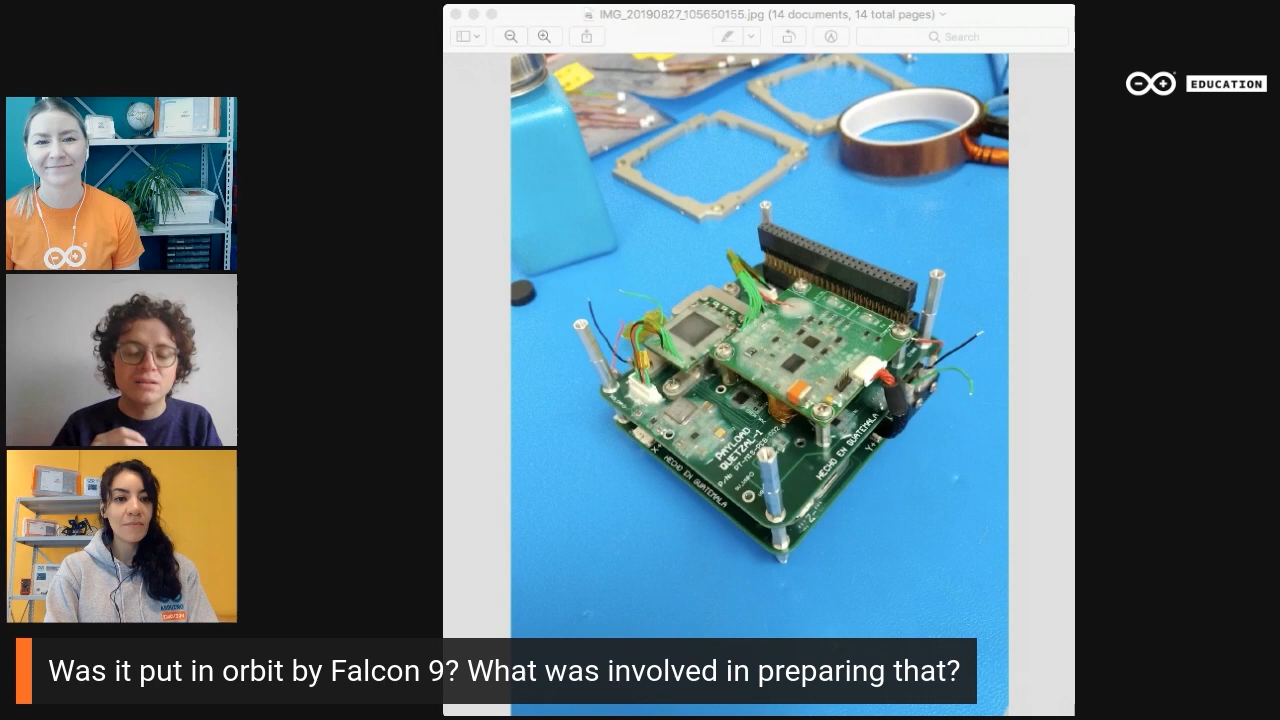 IMG_20190827_105650155.jpg (14 documents, 14 total pages)
Search
EDUCATION
PAYLOAD
QUETZAL-1
HECHO EN GUATEMALA
HECHO EN GUATEMALA
X+
Y+
Z-
ARDUINO
Was it put in orbit by Falcon 9? What was involved in preparing that?